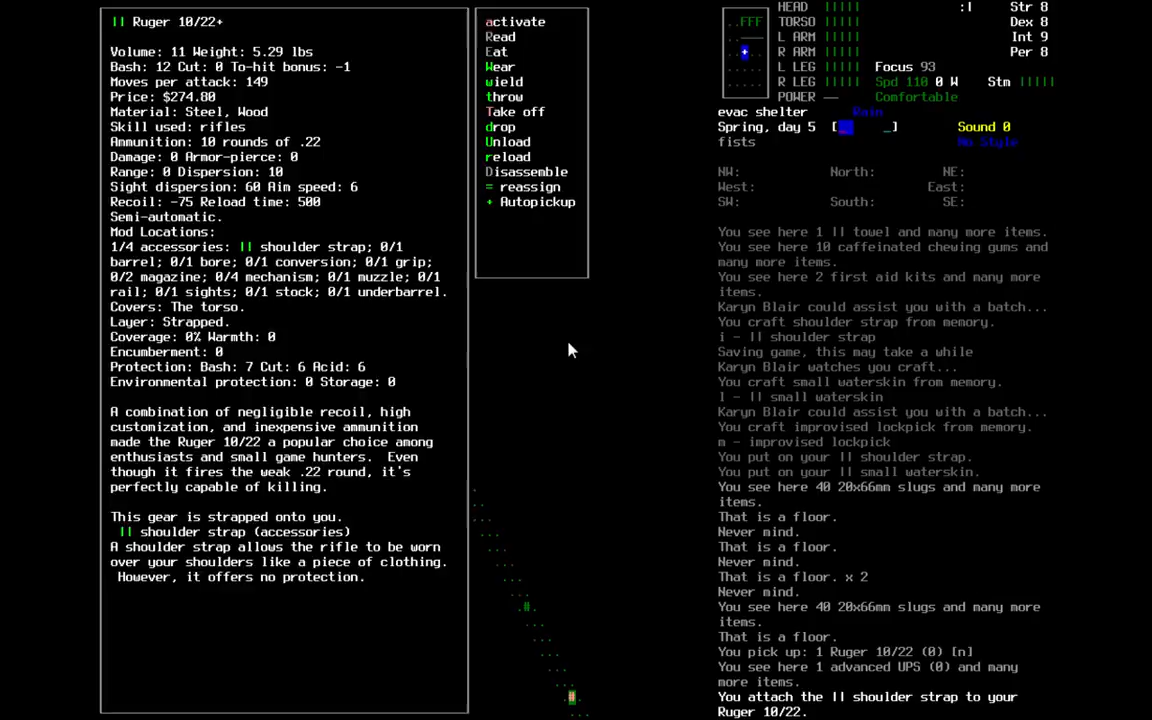 || Ruger 10/22+
Volume: 11 Weight: 5.29 lbs
Bash: 12 Cut: 0 To-hit bonus: -1
Moves per attack: 149
Price: $274.80
Material: Steel, Wood
Skill used: rifles
Ammunition: 10 rounds of .22
Damage: 0 Armor-pierce: 0
Range: 0 Dispersion: 10
Sight dispersion: 60 Aim speed: 6
Recoil: -75 Reload time: 500
Semi-automatic.
Mod Locations:
1/4 accessories: || shoulder strap; 0/1
barrel; 0/1 bore; 0/1 conversion; 0/1 grip;
0/2 magazine; 0/4 mechanism; 0/1 muzzle; 0/1
rail; 0/1 sights; 0/1 stock; 0/1 underbarrel.
Covers: The torso.
Layer: Strapped.
Coverage: 0% Warmth: 0
Encumberment: 0
Protection: Bash: 7 Cut: 6 Acid: 6
Environmental protection: 0 Storage: 0
A combination of negligible recoil, high
customization, and inexpensive ammunition
made the Ruger 10/22 a popular choice among
enthusiasts and small game hunters.  Even
though it fires the weak .22 round, it's
perfectly capable of killing.
This gear is strapped onto you.
|| shoulder strap (accessories)
A shoulder strap allows the rifle to be worn
over your shoulders like a piece of clothing.
However, it offers no protection.
activate
Read
Eat
Wear
wield
throw
Take off
drop
Unload
reload
Disassemble
= reassign
+ Autopickup
..FFF
HEAD ||||| :| Str 8
TORSO ||||| Dex 8
L ARM ||||| Int 9
R ARM ||||| Per 8
L LEG ||||| Focus 93
R LEG ||||| Spd 110 0 W Stm |||||
POWER -- Comfortable
evac shelter Rain
Spring, day 5 [ _] Sound 0
fists No Style
NW: North: NE:
West: East:
SW: South: SE:
You see here 1 || towel and many more items.
You see here 10 caffeinated chewing gums and
many more items.
You see here 2 first aid kits and many more
items.
Karyn Blair could assist you with a batch...
You craft shoulder strap from memory.
i - || shoulder strap
Saving game, this may take a while
Karyn Blair watches you craft...
You craft small waterskin from memory.
l - || small waterskin
Karyn Blair could assist you with a batch...
You craft improvised lockpick from memory.
m - improvised lockpick
You put on your || shoulder strap.
You put on your || small waterskin.
You see here 40 20x66mm slugs and many more
items.
That is a floor.
Never mind.
That is a floor.
Never mind.
That is a floor. x 2
Never mind.
You see here 40 20x66mm slugs and many more
items.
That is a floor.
You pick up: 1 Ruger 10/22 (0) [n]
You see here 1 advanced UPS (0) and many
more items.
You attach the || shoulder strap to your
Ruger 10/22.